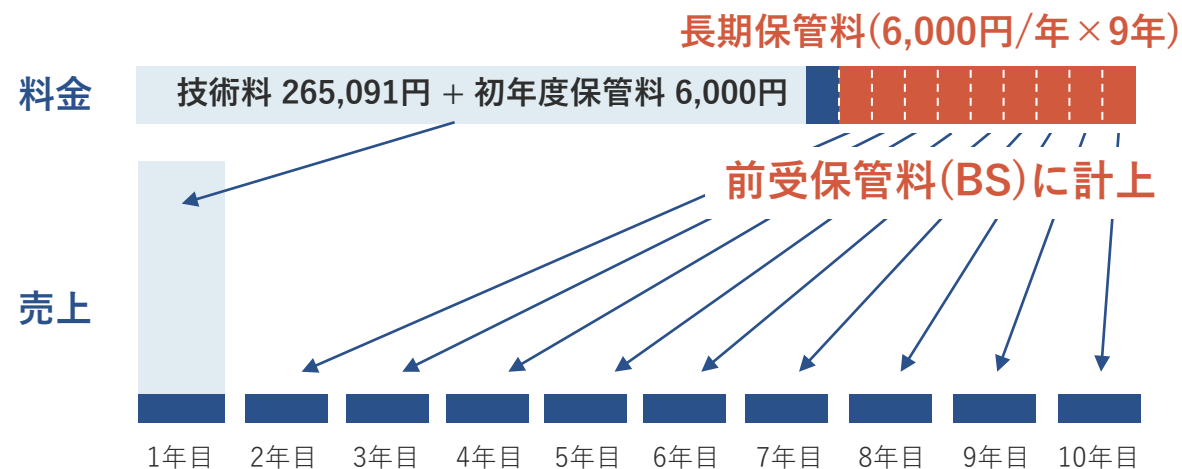 長期保管料(6,000円/年×9年)
料金
技術料 265,091円 + 初年度保管料 6,000円
前受保管料(BS)に計上
売上
1年目 2年目 3年目 4年目 5年目 6年目 7年目 8年目 9年目 10年目